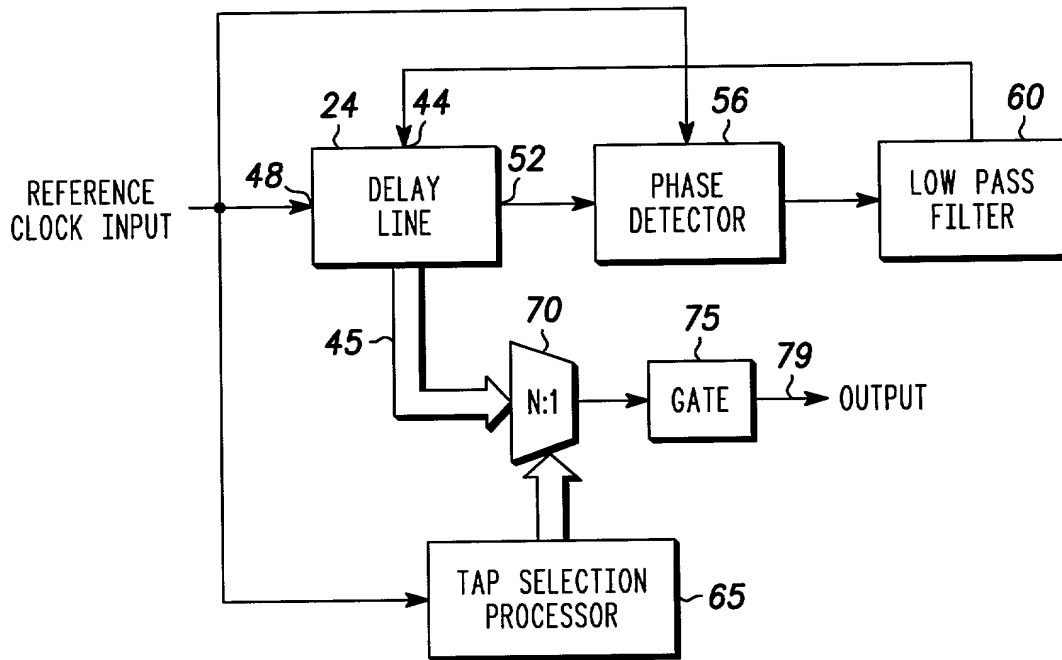 24
44
56
60
48
52
REFERENCE
CLOCK INPUT
DELAY
LINE
PHASE
DETECTOR
LOW PASS
FILTER
45
70
75
79
N:1
GATE
OUTPUT
TAP SELECTION
PROCESSOR
65